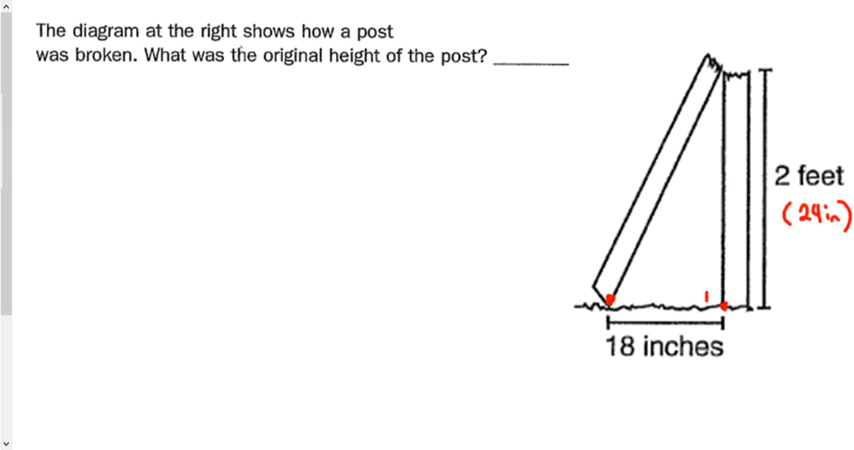 The diagram at the right shows how a post
was broken. What was the original height of the post? ________
2 feet
(24in)
18 inches